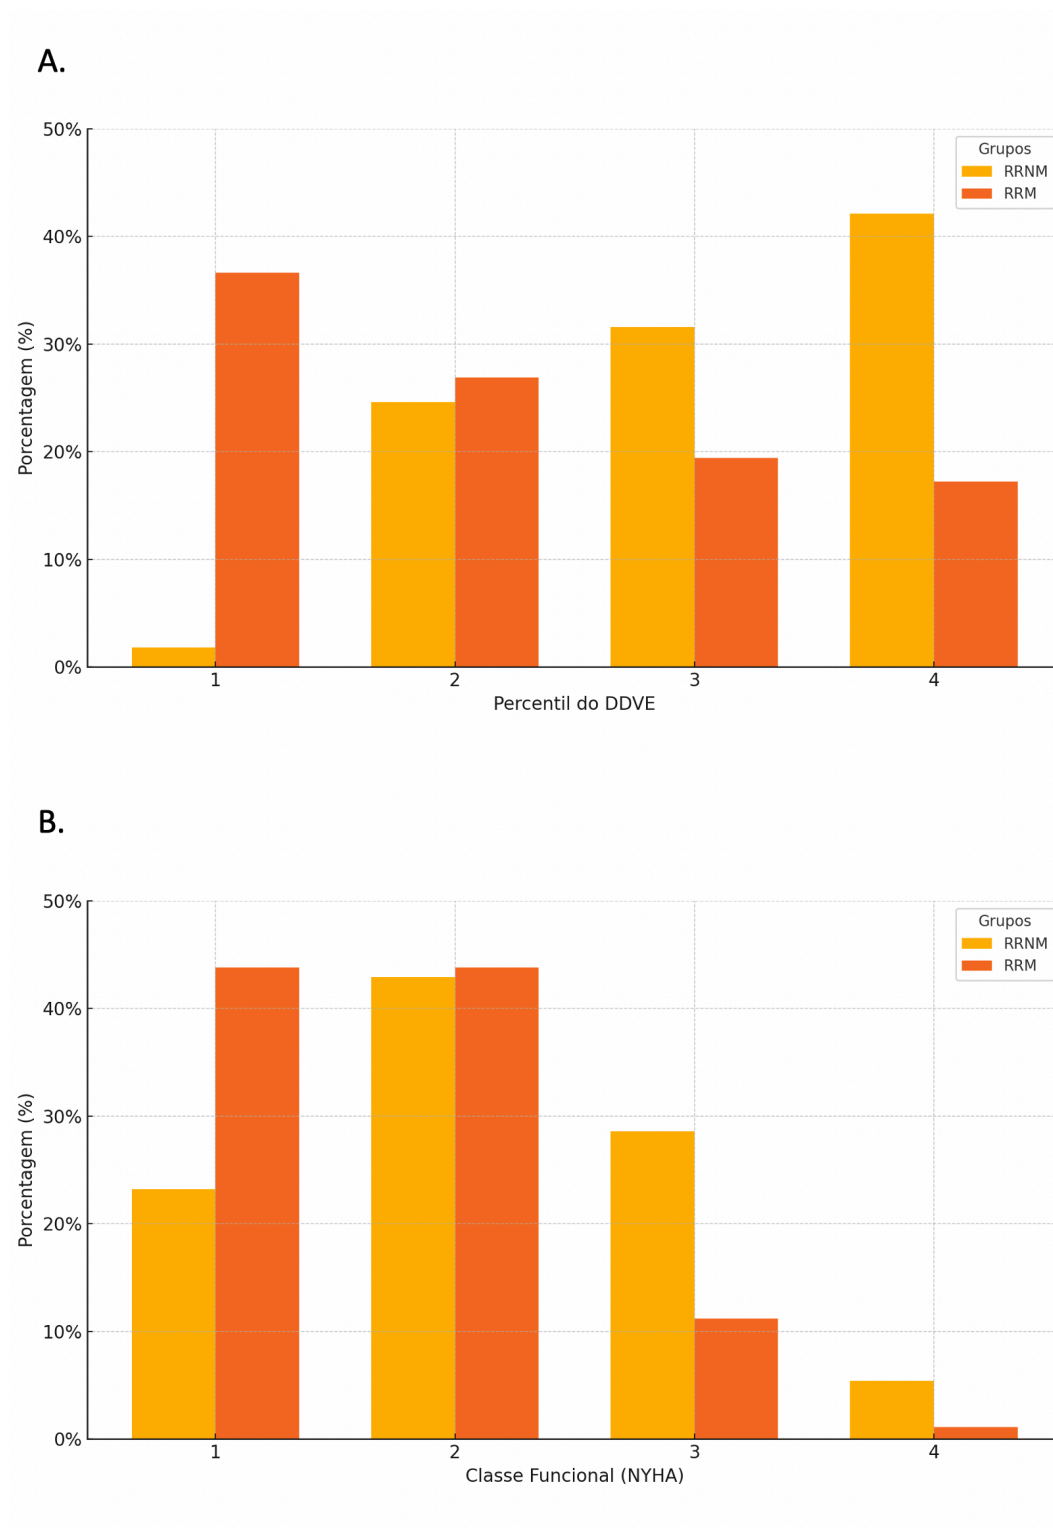 A.
50%
40%
30%
20%
10%
0%
Porcentagem (%)
Grupos
RRNM
RRM
1 2 3 4
Percentil do DDVE
B.
50%
40%
30%
20%
10%
0%
Porcentagem (%)
Grupos
RRNM
RRM
1 2 3 4
Classe Funcional (NYHA)